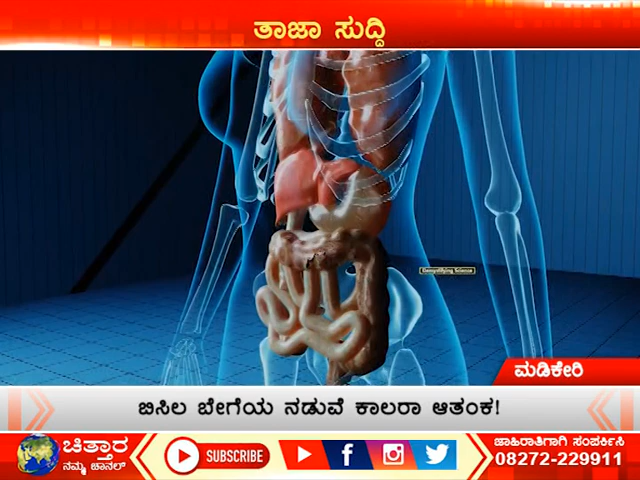 ತಾಜಾ ಸುದ್ದಿ
Demystifying Science
ಮಡಿಕೇರಿ
ಬಿಸಿಲ ಬೇಗೆಯ ನಡುವೆ ಕಾಲರಾ ಆತಂಕ!
ಚಿತ್ತಾರ
ನಮ್ಮ ಚಾನಲ್
SUBSCRIBE
ಜಾಹಿರಾತಿಗಾಗಿ ಸಂಪರ್ಕಿಸಿ
08272-229911